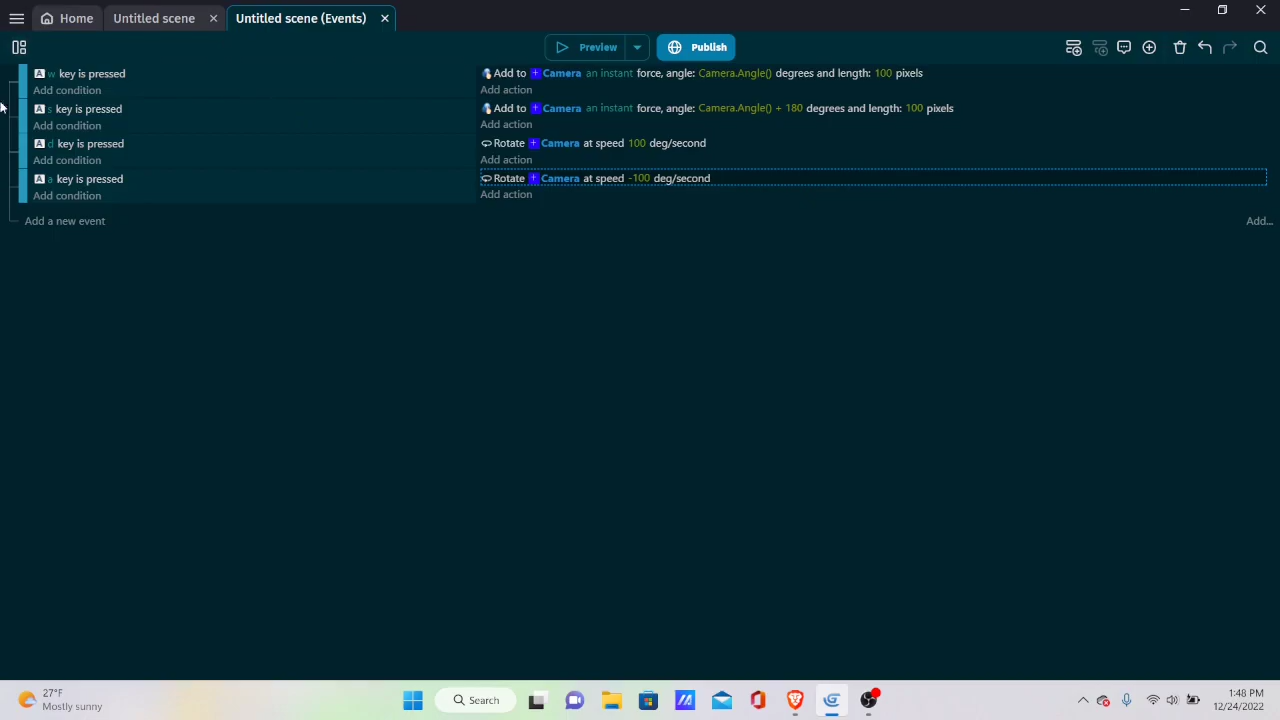 Home
Untitled scene
Untitled scene (Events)
Preview
Publish
A w key is pressed
Add to Camera an instant force, angle: Camera.Angle() degrees and length: 100 pixels
Add condition
Add action
A s key is pressed
Add to Camera an instant force, angle: Camera.Angle() + 180 degrees and length: 100 pixels
Add condition
Add action
A d key is pressed
Rotate Camera at speed 100 deg/second
Add condition
Add action
A a key is pressed
Rotate Camera at speed -100 deg/second
Add condition
Add action
Add a new event
Add...
27°F
Mostly sunny
Search
1:48 PM
12/24/2022